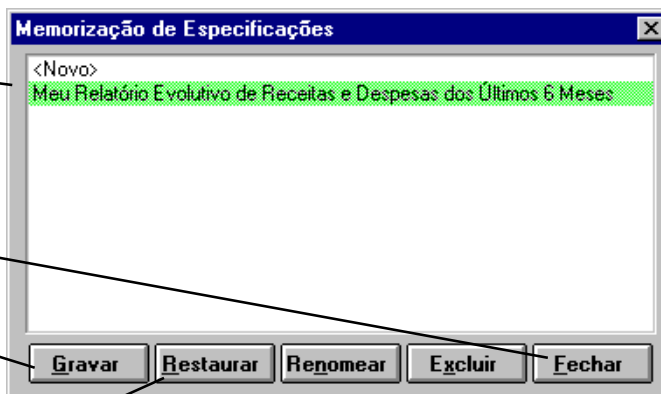 Memorização de Especificações
<Novo>
Meu Relatório Evolutivo de Receitas e Despesas dos Últimos 6 Meses
Gravar Restaurar Renomear Excluir Fechar